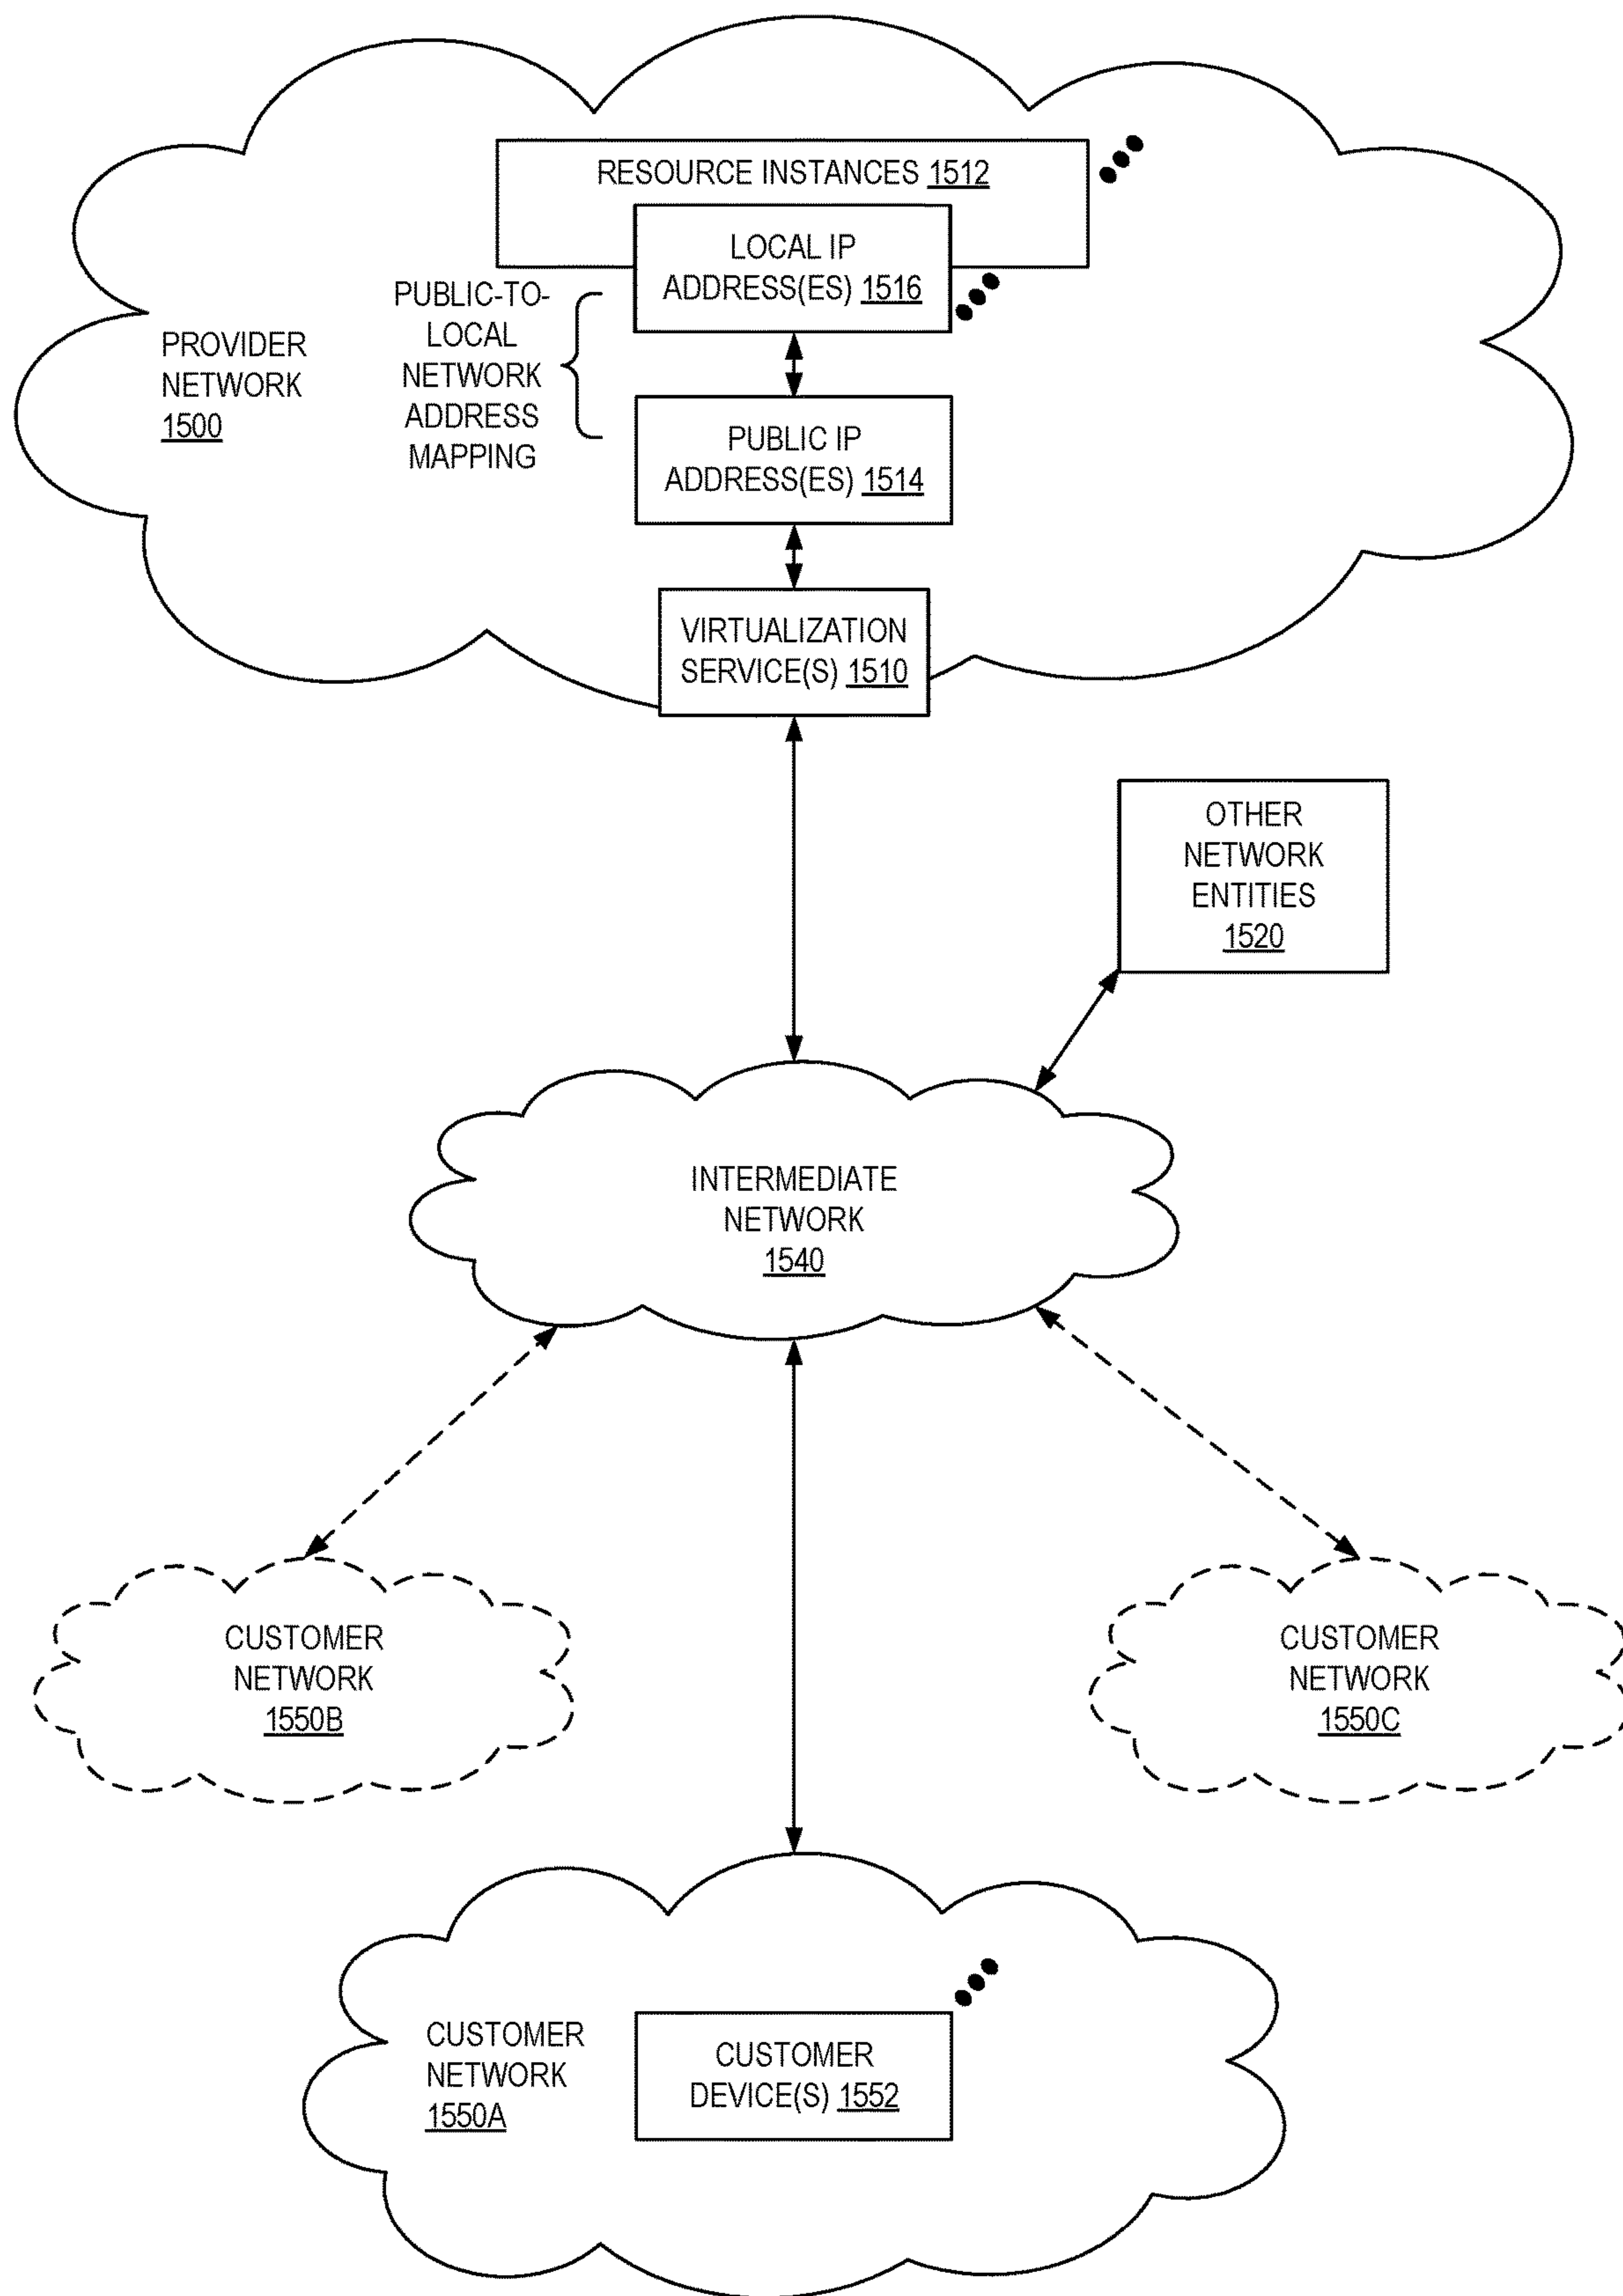 RESOURCE INSTANCES 1512
LOCAL IP
ADDRESS(ES) 1516
PUBLIC-TO-
LOCAL
NETWORK
ADDRESS
MAPPING
PROVIDER
NETWORK
1500
PUBLIC IP
ADDRESS(ES) 1514
VIRTUALIZATION
SERVICE(S) 1510
OTHER
NETWORK
ENTITIES
1520
INTERMEDIATE
NETWORK
1540
CUSTOMER
NETWORK
1550B
CUSTOMER
NETWORK
1550C
CUSTOMER
NETWORK
1550A
CUSTOMER
DEVICE(S) 1552